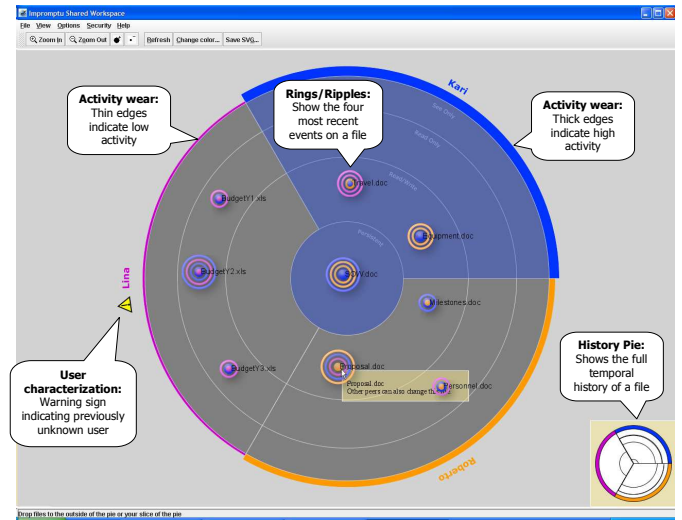 Impromptu Shared Workspace
File View Options Security Help
Zoom In Zoom Out Refresh Change color... Save SVG...
Kari
Activity wear:
Thin edges
indicate low
activity
Rings/Ripples:
Show the four
most recent
events on a file
Activity wear:
Thick edges
indicate high
activity
See Only
Read Only
Read/Write
Persisting
Travel.doc
BudgetY1.xls
Equipment.doc
Lina
BudgetY2.xls
SOW.doc
Milestones.doc
User
characterization:
Warning sign
indicating previously
unknown user
History Pie:
Shows the full
temporal
history of a file
BudgetY3.xls
Proposal.doc
Proposal.doc
Other peers can also change this
Personnel.doc
Roberto
Drop files to the outside of the pie or your slice of the pie